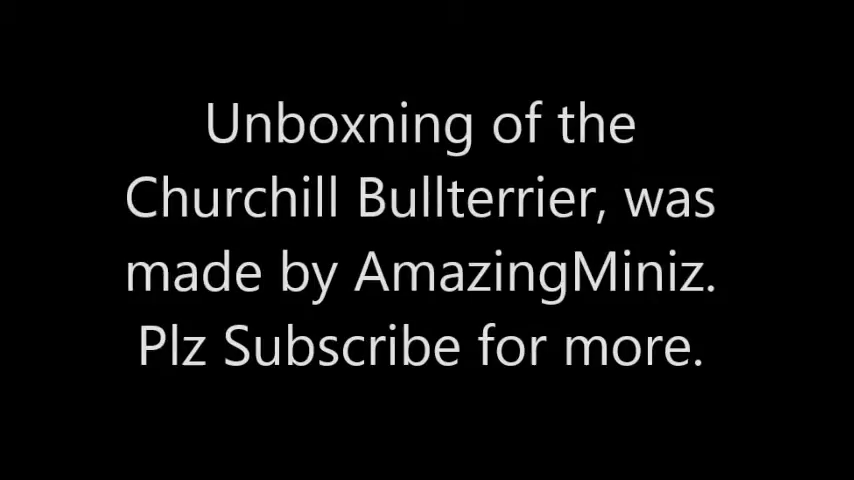 Unboxning of the
Churchill Bullterrier, was
made by AmazingMiniz.
Plz Subscribe for more.